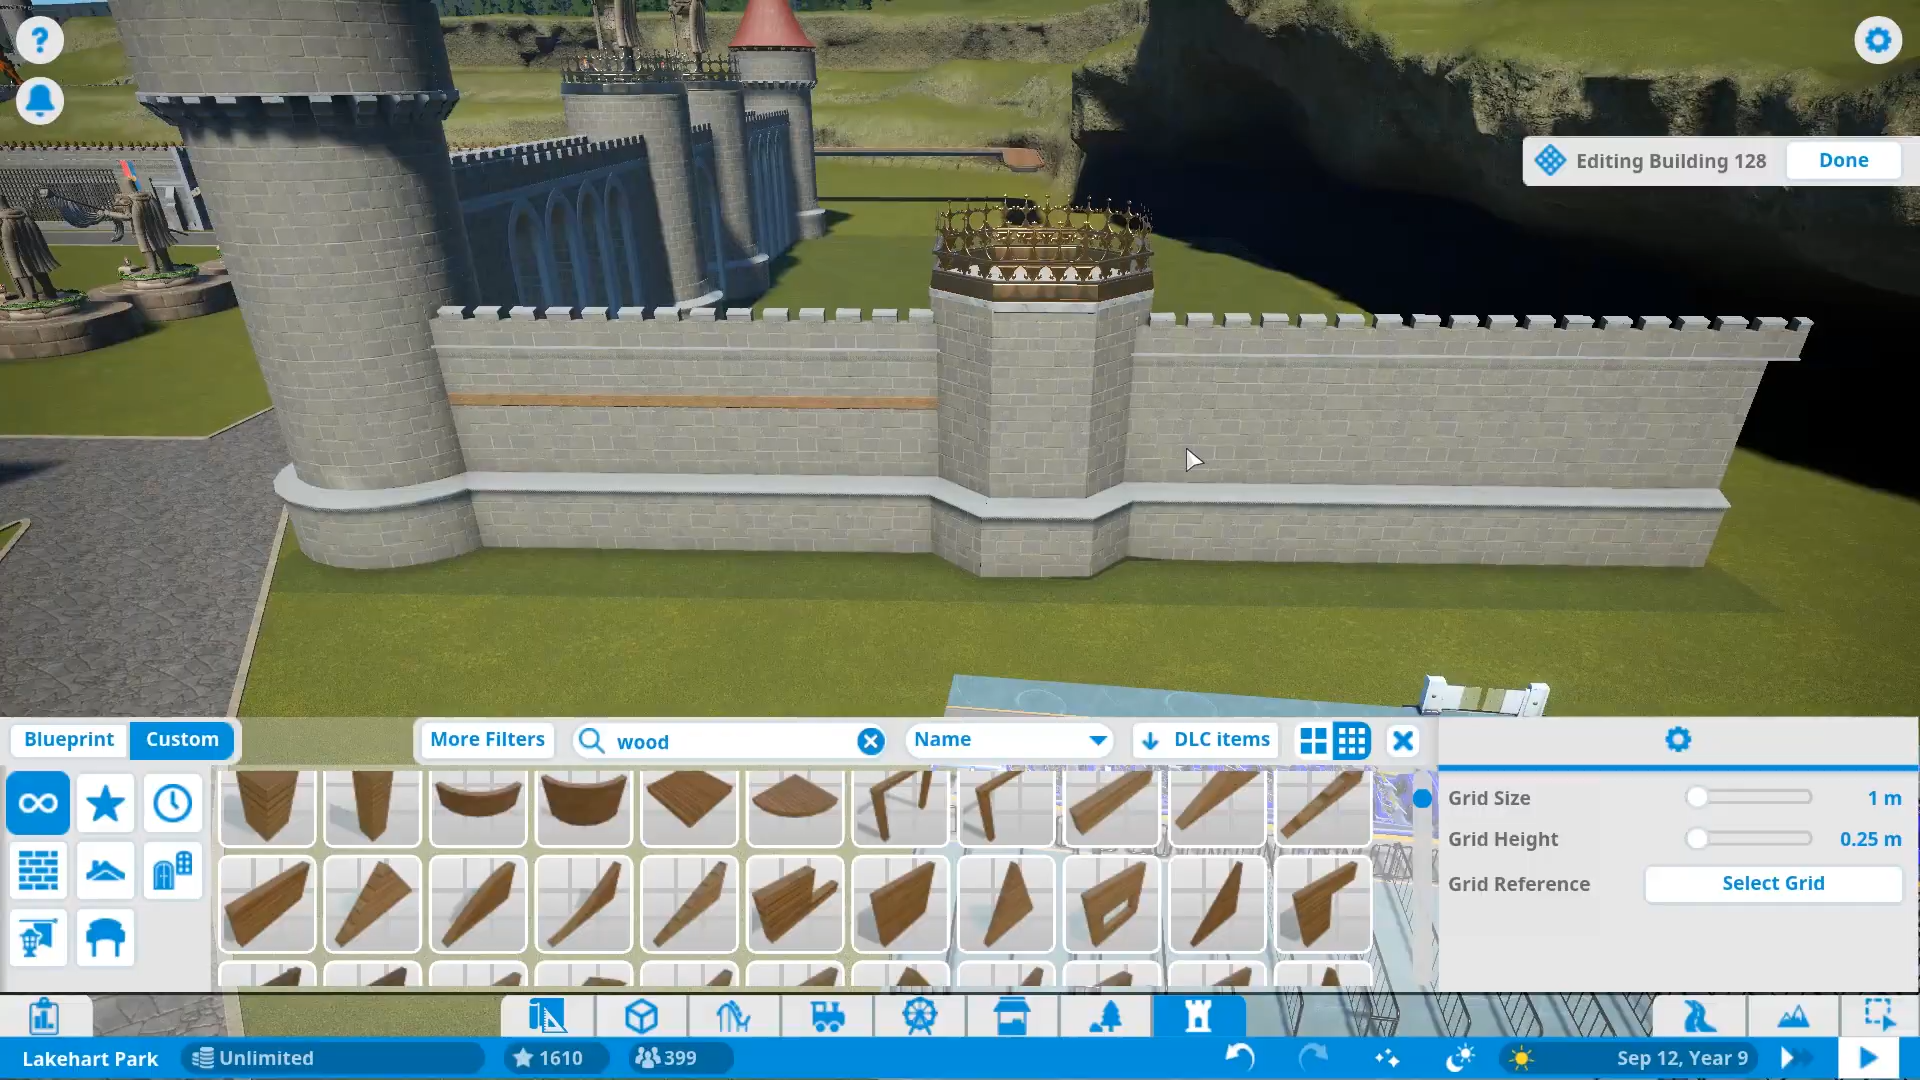 ?
Editing Building 128
Done
Blueprint
Custom
More Filters
wood
Name
DLC items
Grid Size
1 m
Grid Height
0.25 m
Grid Reference
Select Grid
Lakehart Park
Unlimited
1610
399
Sep 12, Year 9